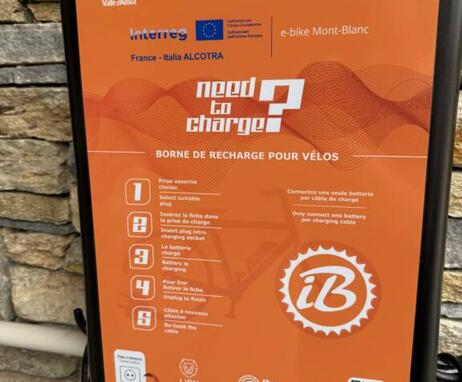 Valle d'Aosta
Interreg
Cofinancé par
l'Union Européenne
Cofinanziato
dall'Unione Europea
e-bike Mont-Blanc
France - Italia ALCOTRA
need
to
charge?
BORNE DE RECHARGE POUR VÉLOS
1
Prise assortie
choisir
Select suitable
plug
2
Insérez la fiche dans
la prise de charge
Insert plug intro
charging socket
3
La batterie
charge
Battery is
charging
4
Pour finir
Retirer la fiche
Unplug to finish
5
Câble à nouveau
attacher
Re-hook the
cable
Connectez une seule batterie
par câble de charge
Only connect one battery
per charging cable
iB